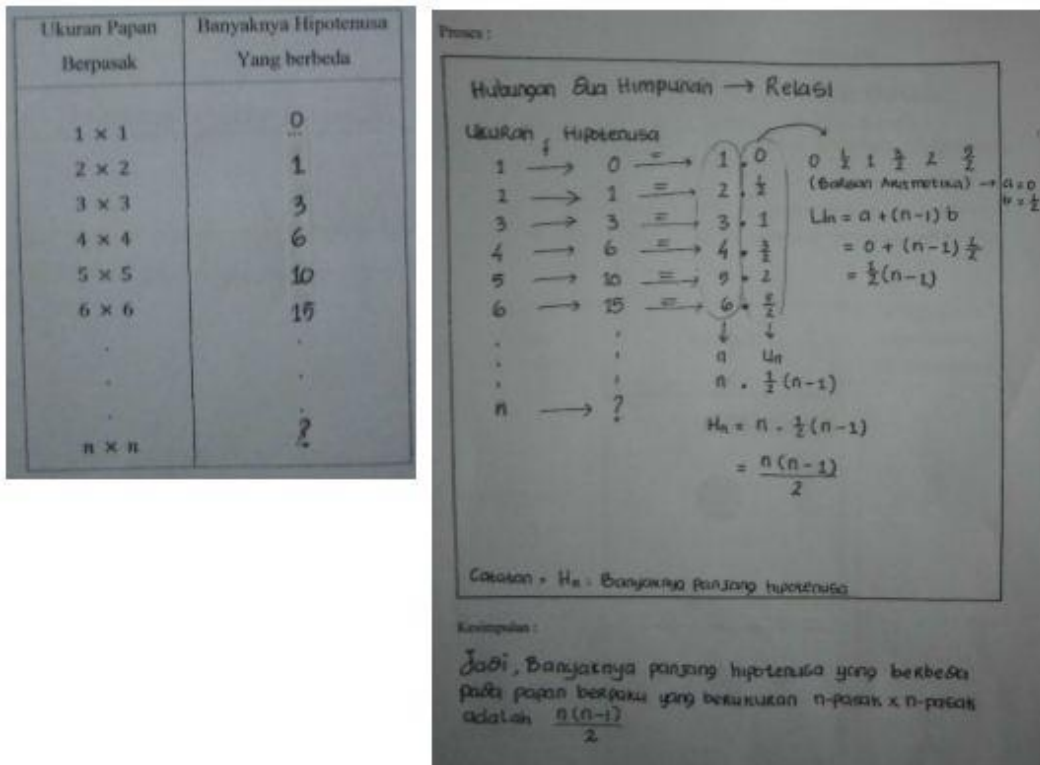 Ukuran Papan
Berpasak
Banyaknya Hipotenusa
Yang berbeda
1 × 1 0
2 × 2 1
3 × 3 3
4 × 4 6
5 × 5 10
6 × 6 15
.
.
.
n × n ?
Proses :
Hubungan Dua Himpunan → Relasi
Ukuran f Hipotenusa
1 → 0 = → 1 . 0
2 → 1 = → 2 . 1/2
3 → 3 = → 3 . 1
4 → 6 = → 4 . 3/2
5 → 10 = → 5 . 2
6 → 15 = → 6 . 5/2
. .
. .
. .
n → ?
↓ ↓
n Un
n . 1/2 (n-1)
Hn = n . 1/2 (n-1)
= n(n-1)/2
0 1/2 1 3/2 2 5/2
(Barisan Aritmetika) → a = 0
b = 1/2
Un = a + (n-1) b
= 0 + (n-1) 1/2
= 1/2 (n-1)
Catatan : Hn : Banyaknya panjang hipotenusa
Kesimpulan :
Jadi, Banyaknya panjang hipotenusa yang berbeda
pada papan berpaku yang berukuran n-pasak × n-pasak
adalah n(n-1)/2